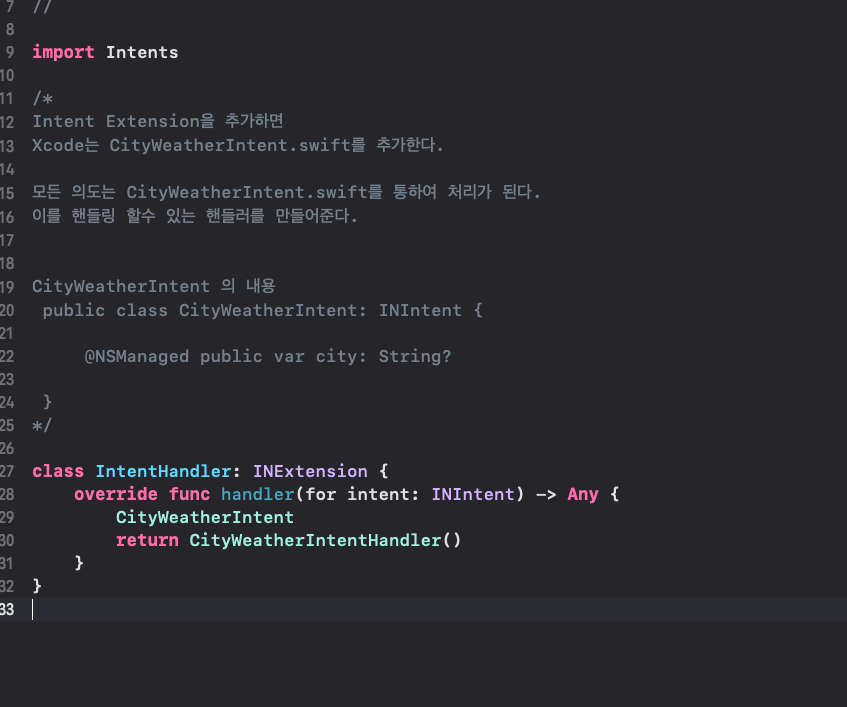 7 //
8
9 import Intents
10
11 /*
12 Intent Extension을 추가하면
13 Xcode는 CityWeatherIntent.swift를 추가한다.
14
15 모든 의도는 CityWeatherIntent.swift를 통하여 처리가 된다.
16 이를 핸들링 할수 있는 핸들러를 만들어준다.
17
18
19 CityWeatherIntent 의 내용
20 public class CityWeatherIntent: INIntent {
21
22 @NSManaged public var city: String?
23
24 }
25 */
26
27 class IntentHandler: INExtension {
28 override func handler(for intent: INIntent) -> Any {
29 CityWeatherIntent
30 return CityWeatherIntentHandler()
31 }
32 }
33